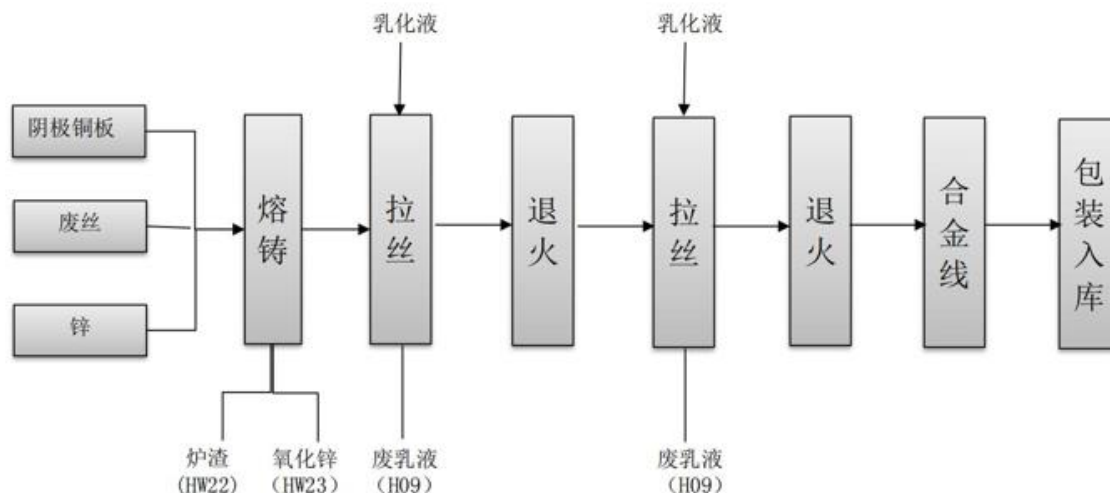 乳化液
乳化液
阴极铜板
废丝
锌
熔铸
拉丝
退火
拉丝
退火
合金线
包装入库
炉渣
(HW22)
氧化锌
（HW23）
废乳液
（H09）
废乳液
（H09）